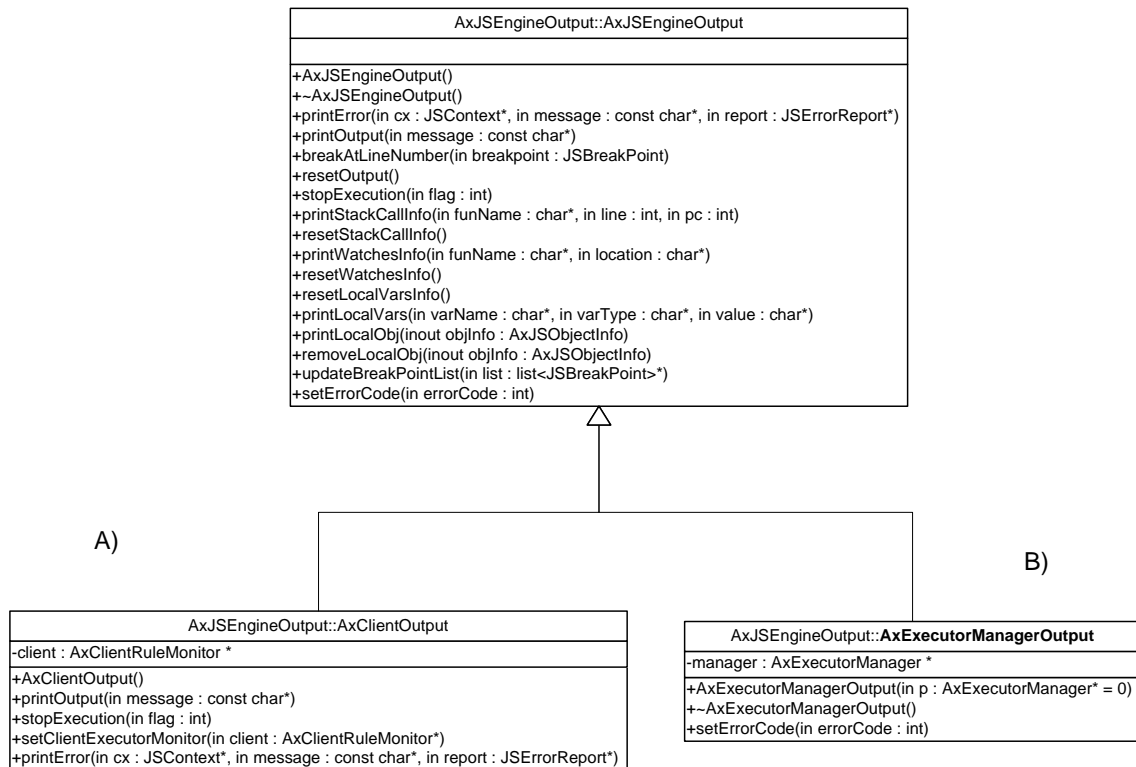 AxJSEngineOutput::AxJSEngineOutput
+AxJSEngineOutput()
+~AxJSEngineOutput()
+printError(in cx : JSContext*, in message : const char*, in report : JSErrorReport*)
+printOutput(in message : const char*)
+breakAtLineNumber(in breakpoint : JSBreakPoint)
+resetOutput()
+stopExecution(in flag : int)
+printStackCallInfo(in funName : char*, in line : int, in pc : int)
+resetStackCallInfo()
+printWatchesInfo(in funName : char*, in location : char*)
+resetWatchesInfo()
+resetLocalVarsInfo()
+printLocalVars(in varName : char*, in varType : char*, in value : char*)
+printLocalObj(inout objInfo : AxJSObjectInfo)
+removeLocalObj(inout objInfo : AxJSObjectInfo)
+updateBreakPointList(in list : list<JSBreakPoint>*)
+setErrorCode(in errorCode : int)
A)
AxJSEngineOutput::AxClientOutput
-client : AxClientRuleMonitor *
+AxClientOutput()
+printOutput(in message : const char*)
+stopExecution(in flag : int)
+setClientExecutorMonitor(in client : AxClientRuleMonitor*)
+printError(in cx : JSContext*, in message : const char*, in report : JSErrorReport*)
B)
AxJSEngineOutput::AxExecutorManagerOutput
-manager : AxExecutorManager *
+AxExecutorManagerOutput(in p : AxExecutorManager* = 0)
+~AxExecutorManagerOutput()
+setErrorCode(in errorCode : int)